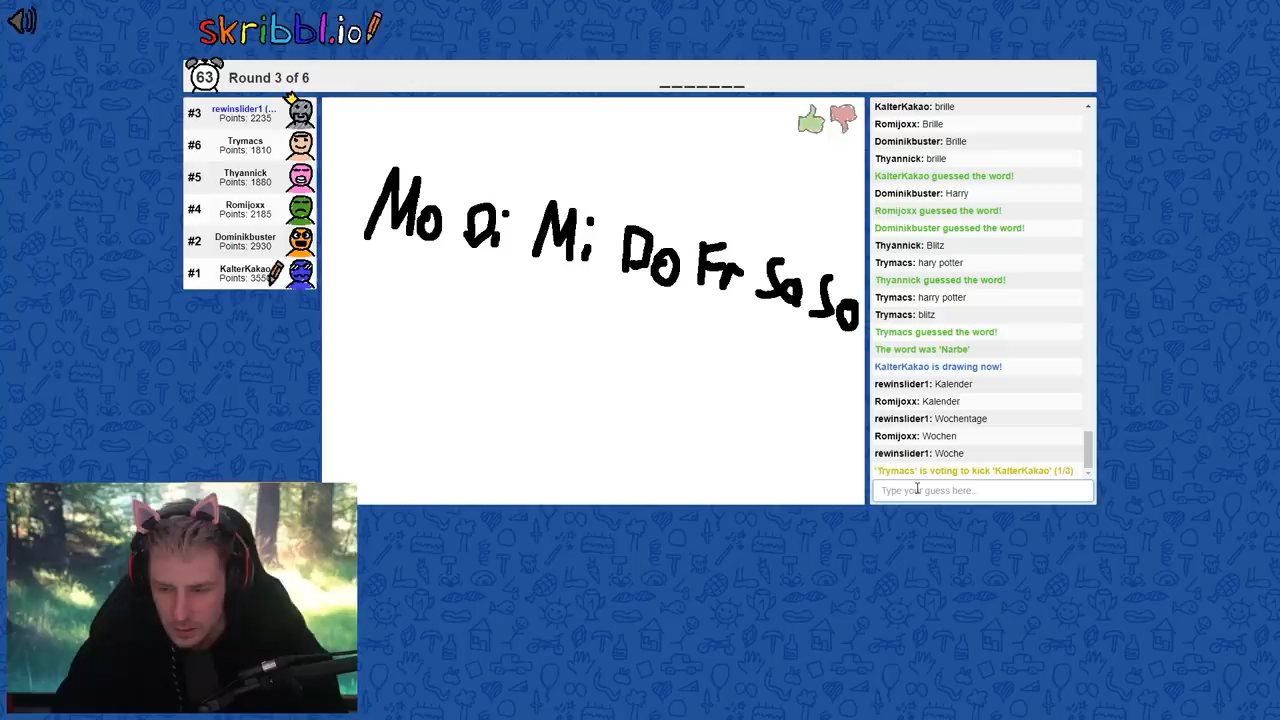 skribbl.io
63
Round 3 of 6
_______
#3
rewinslider1 (...
Points: 2235
#6
Trymacs
Points: 1810
#5
Thyannick
Points: 1880
#4
Romijoxx
Points: 2185
#2
Dominikbuster
Points: 2930
#1
KalterKakao
Mo Di Mi Do Fr Sa So
KalterKakao: brille
Romijoxx: Brille
Dominikbuster: Brille
Thyannick: brille
KalterKakao guessed the word!
Dominikbuster: Harry
Romijoxx guessed the word!
Dominikbuster guessed the word!
Thyannick: Blitz
Trymacs: hary potter
Thyannick guessed the word!
Trymacs: harry potter
Trymacs: blitz
Trymacs guessed the word!
The word was 'Narbe'
KalterKakao is drawing now!
rewinslider1: Kalender
Romijoxx: Kalender
rewinslider1: Wochentage
Romijoxx: Wochen
rewinslider1: Woche
'Trymacs' is voting to kick 'KalterKakao' (1/3)
Type your guess here...